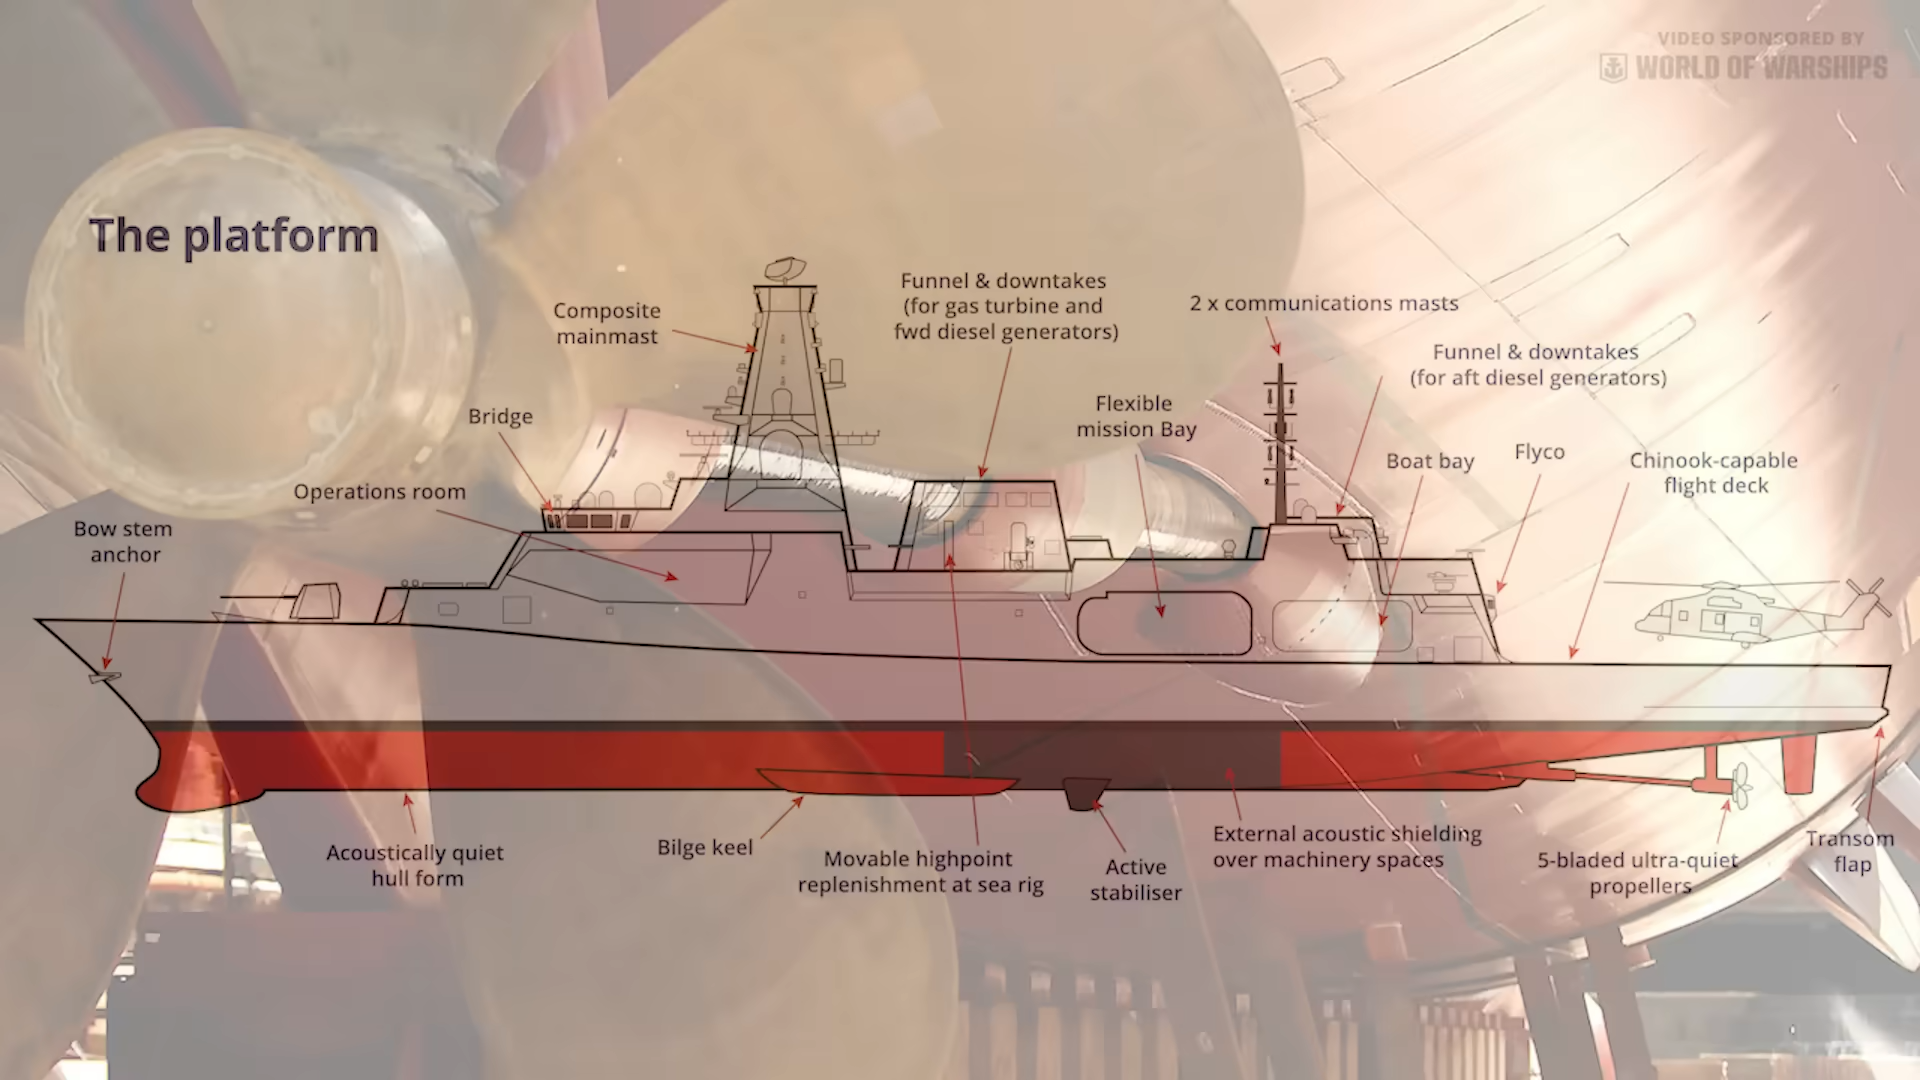 VIDEO SPONSORED BY
WORLD OF WARSHIPS
The platform
Composite
mainmast
Funnel & downtakes
(for gas turbine and
fwd diesel generators)
2 x communications masts
Funnel & downtakes
(for aft diesel generators)
Bridge
Flexible
mission Bay
Boat bay
Flyco
Chinook-capable
flight deck
Operations room
Bow stem
anchor
Acoustically quiet
hull form
Bilge keel
Movable highpoint
replenishment at sea rig
Active
stabiliser
External acoustic shielding
over machinery spaces
5-bladed ultra-quiet
propellers
Transom
flap